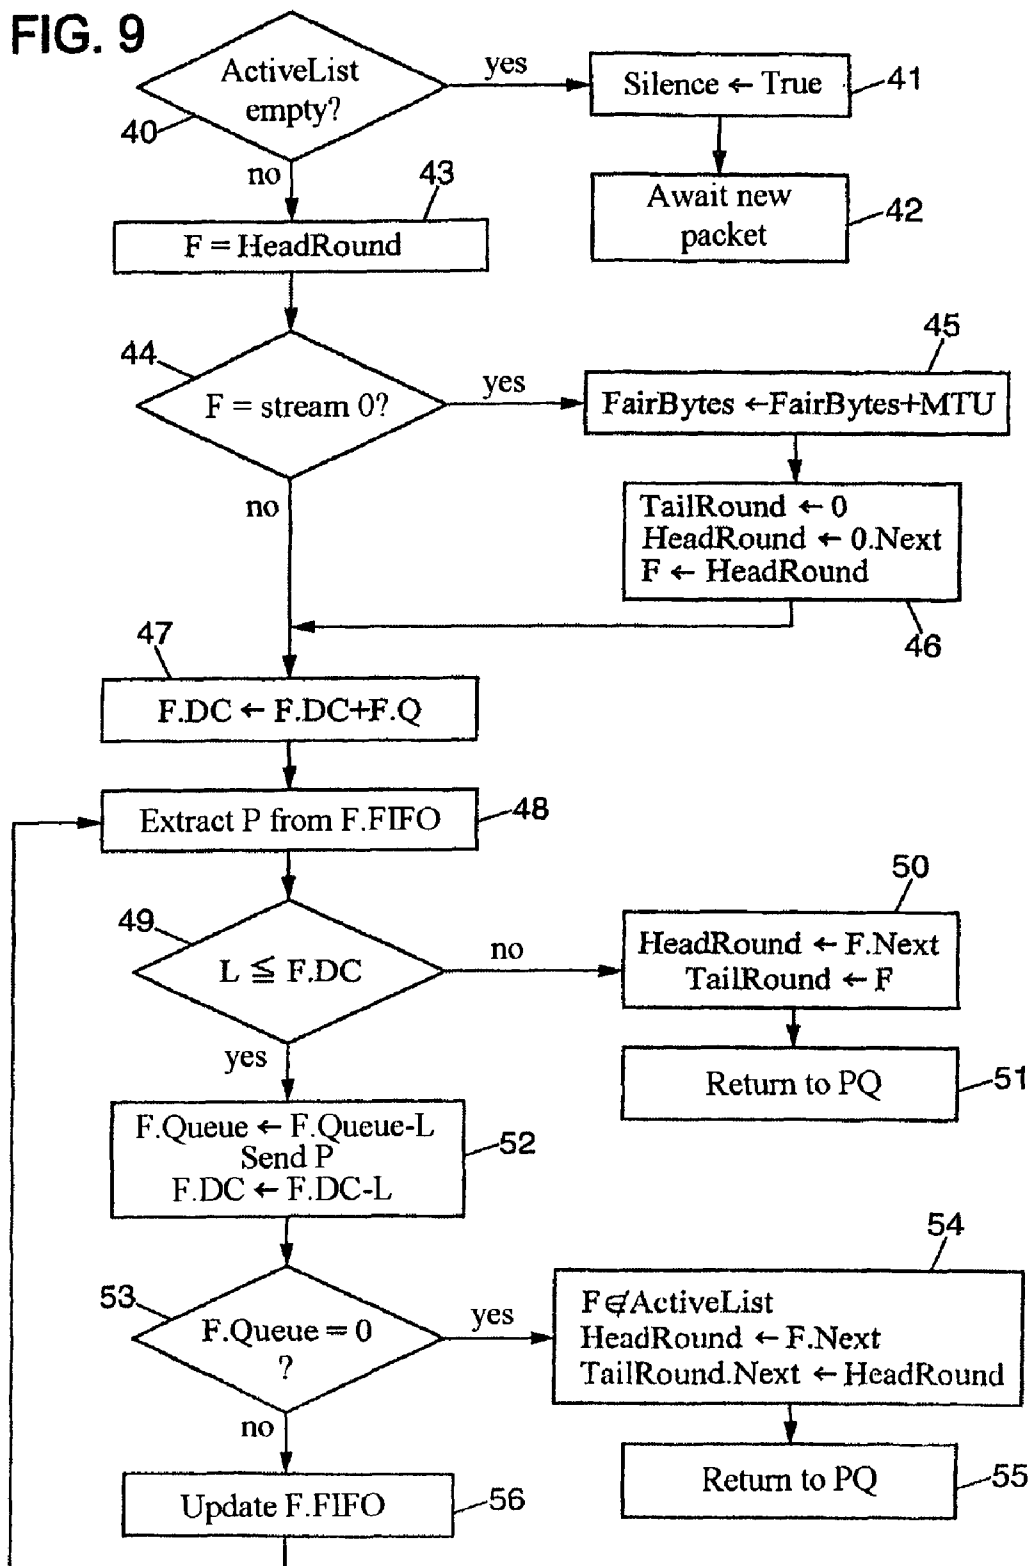 FIG. 9
ActiveList
empty?
40
yes
Silence ← True
41
Await new
packet
42
no
43
F = HeadRound
44
F = stream 0?
yes
45
FairBytes ←FairBytes+MTU
TailRound ← 0
HeadRound ← 0.Next
F ← HeadRound
46
no
47
F.DC ← F.DC+F.Q
Extract P from F.FIFO
48
49
L ≦ F.DC
no
50
HeadRound ← F.Next
TailRound ← F
Return to PQ
51
yes
F.Queue ← F.Queue-L
Send P
F.DC ← F.DC-L
52
53
F.Queue = 0
?
yes
54
F∉ActiveList
HeadRound ← F.Next
TailRound.Next ← HeadRound
Return to PQ
55
no
Update F.FIFO
56